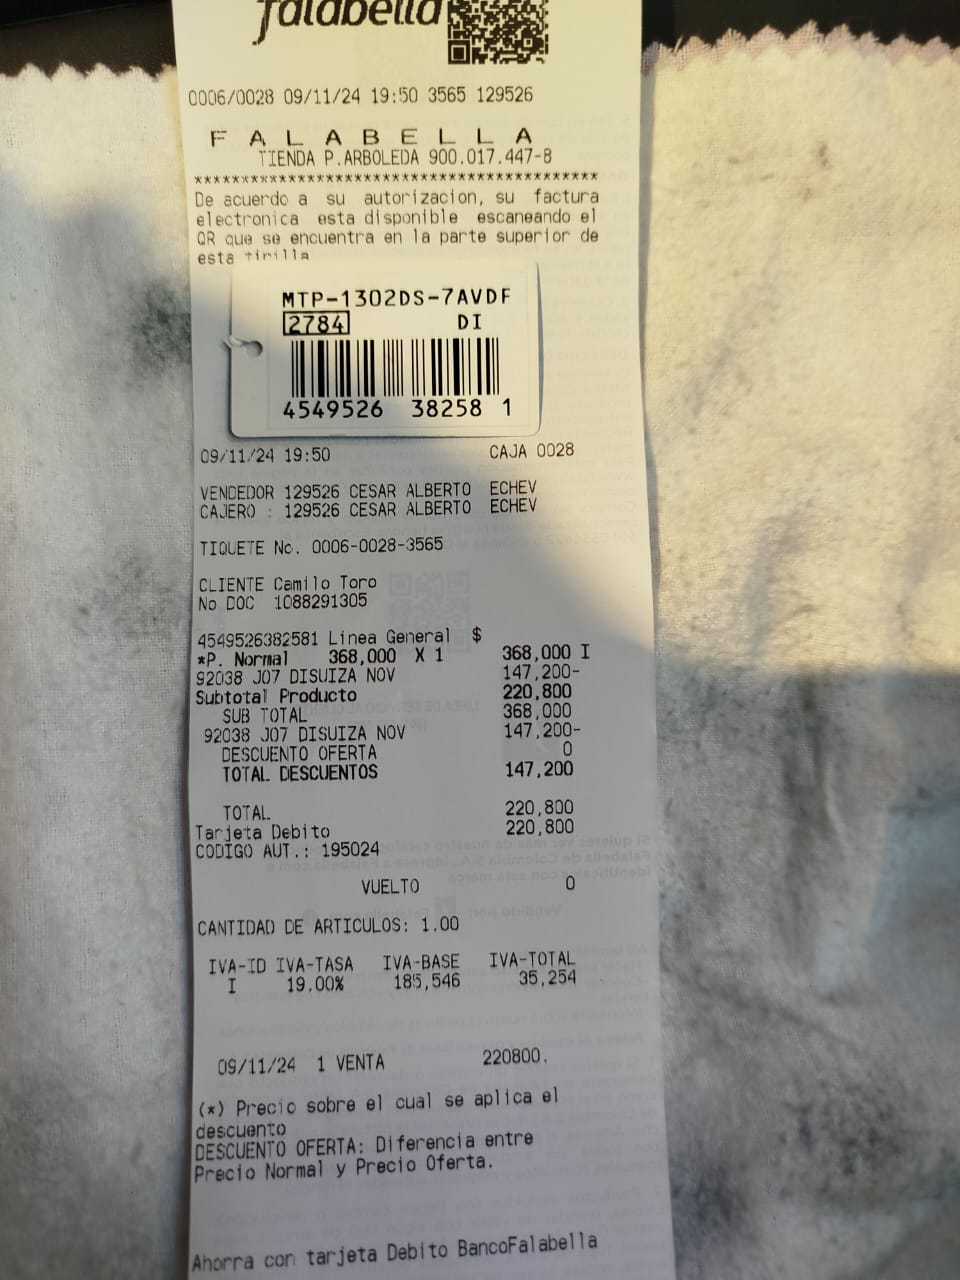 falabella
0006/0028 09/11/24 19:50 3565 129526
F A L A B E L L A
TIENDA P.ARBOLEDA 900.017.447-8
******************************************
De acuerdo a su autorizacion, su factura
electronica esta disponible escaneando el
QR que se encuentra en la parte superior de
esta tirilla
MTP-1302DS-7AVDF
2784 DI
4549526 38258 1
09/11/24 19:50 CAJA 0028
VENDEDOR 129526 CESAR ALBERTO ECHEV
CAJERO : 129526 CESAR ALBERTO ECHEV
TIQUETE No. 0006-0028-3565
CLIENTE Camilo Toro
No DOC 1088291305
4549526382581 Linea General $
*P. Normal 368,000 X 1 368,000 I
92038 J07 DISUIZA NOV 147,200-
Subtotal Producto 220,800
SUB TOTAL 368,000
92038 J07 DISUIZA NOV 147,200-
DESCUENTO OFERTA 0
TOTAL DESCUENTOS 147,200
TOTAL 220,800
Tarjeta Debito 220,800
CODIGO AUT.: 195024
VUELTO 0
CANTIDAD DE ARTICULOS: 1.00
IVA-ID IVA-TASA IVA-BASE IVA-TOTAL
I 19.00% 185,546 35,254
09/11/24 1 VENTA 220800.
(*) Precio sobre el cual se aplica el
descuento
DESCUENTO OFERTA: Diferencia entre
Precio Normal y Precio Oferta.
Ahorra con tarjeta Debito BancoFalabella